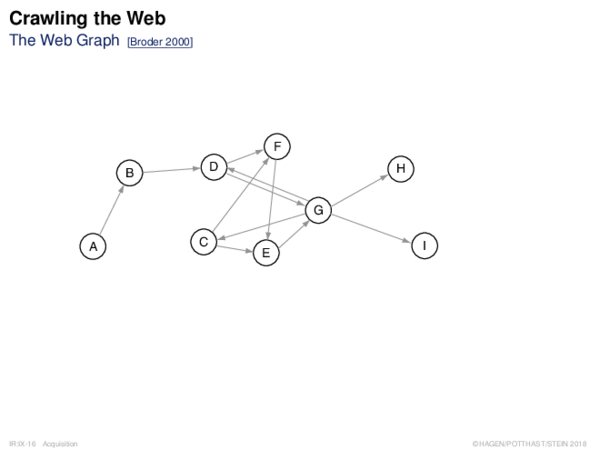 Crawling the Web
The Web Graph [Broder 2000]
F
D
H
B
G
C
A
E
I
IR:IX-16 Acquisition
©HAGEN/POTTHAST/STEIN 2018